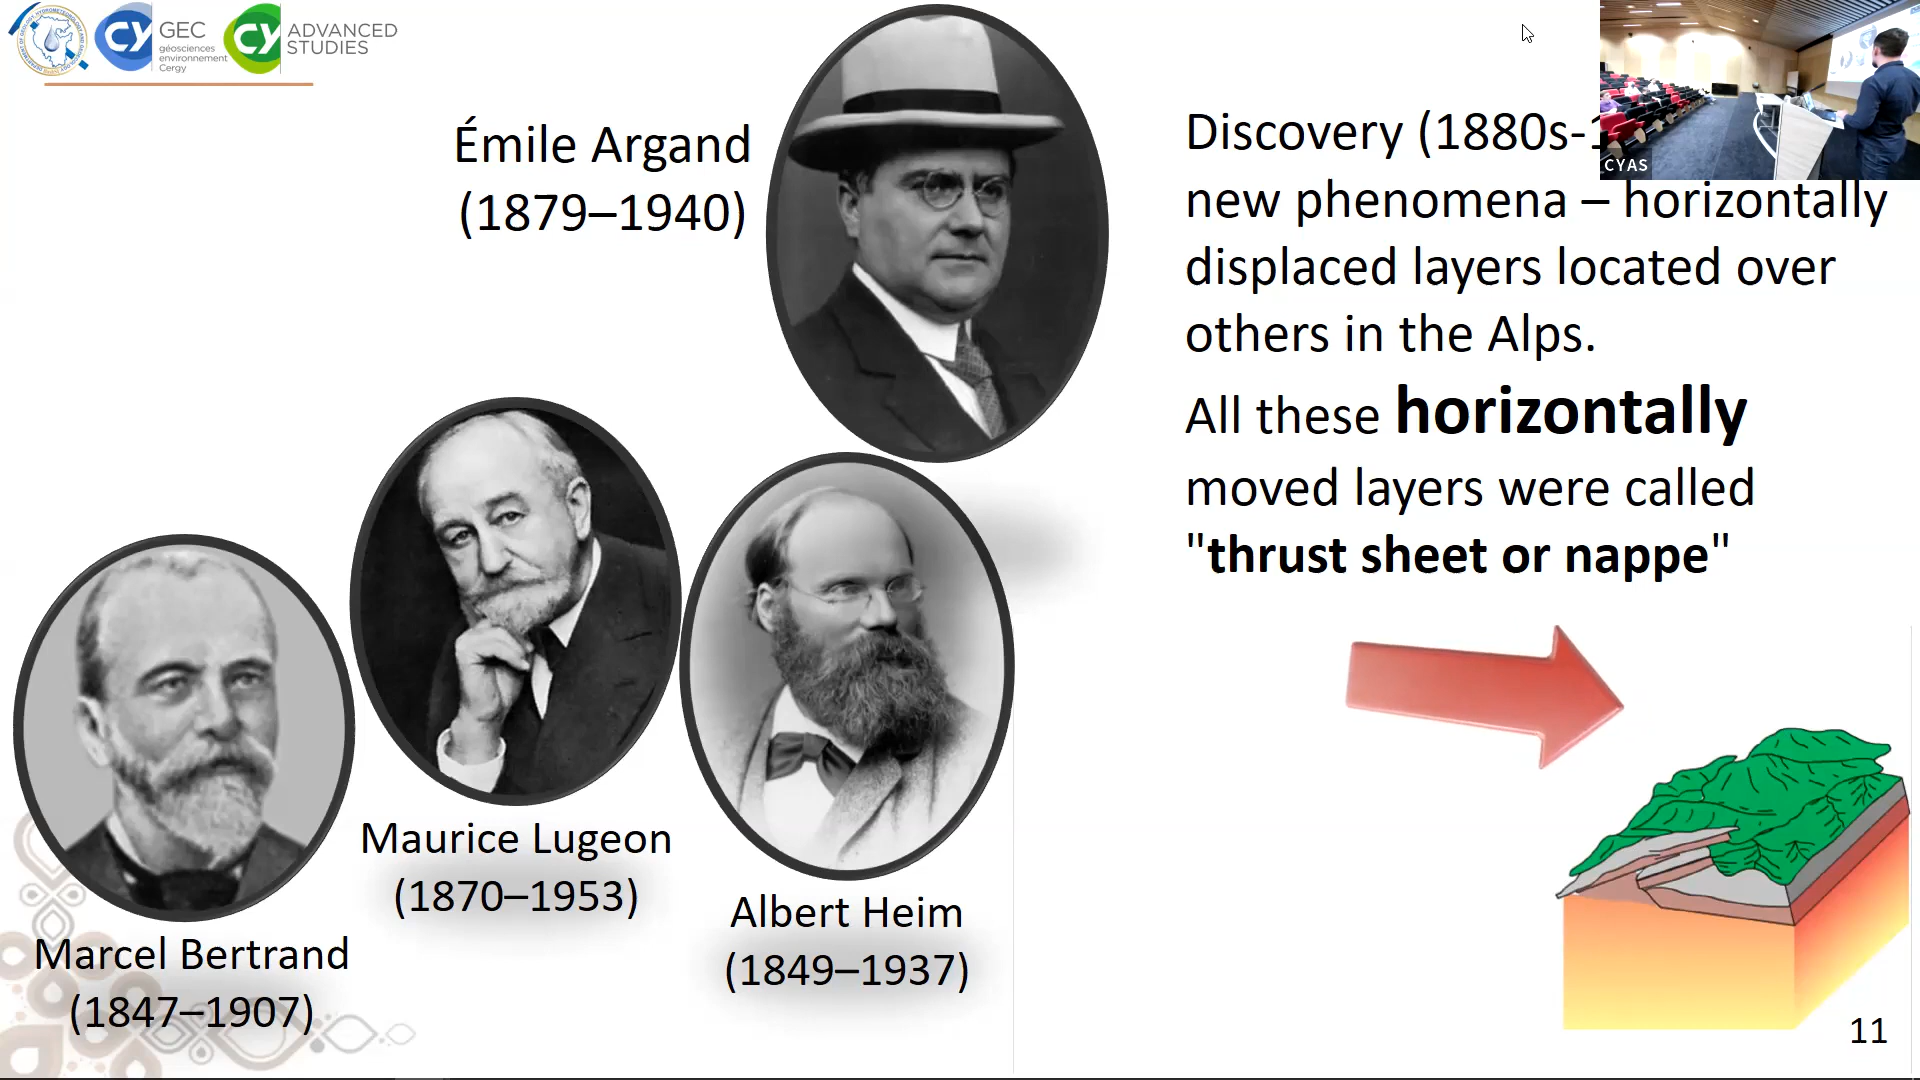 CY
GEC
géosciences
environnement
Cergy
CY
ADVANCED
STUDIES
Émile Argand
(1879–1940)
Maurice Lugeon
(1870–1953)
Albert Heim
(1849–1937)
Marcel Bertrand
(1847–1907)
Discovery (1880s-
new phenomena – horizontally
displaced layers located over
others in the Alps.
All these horizontally
moved layers were called
"thrust sheet or nappe"
CYAS
11